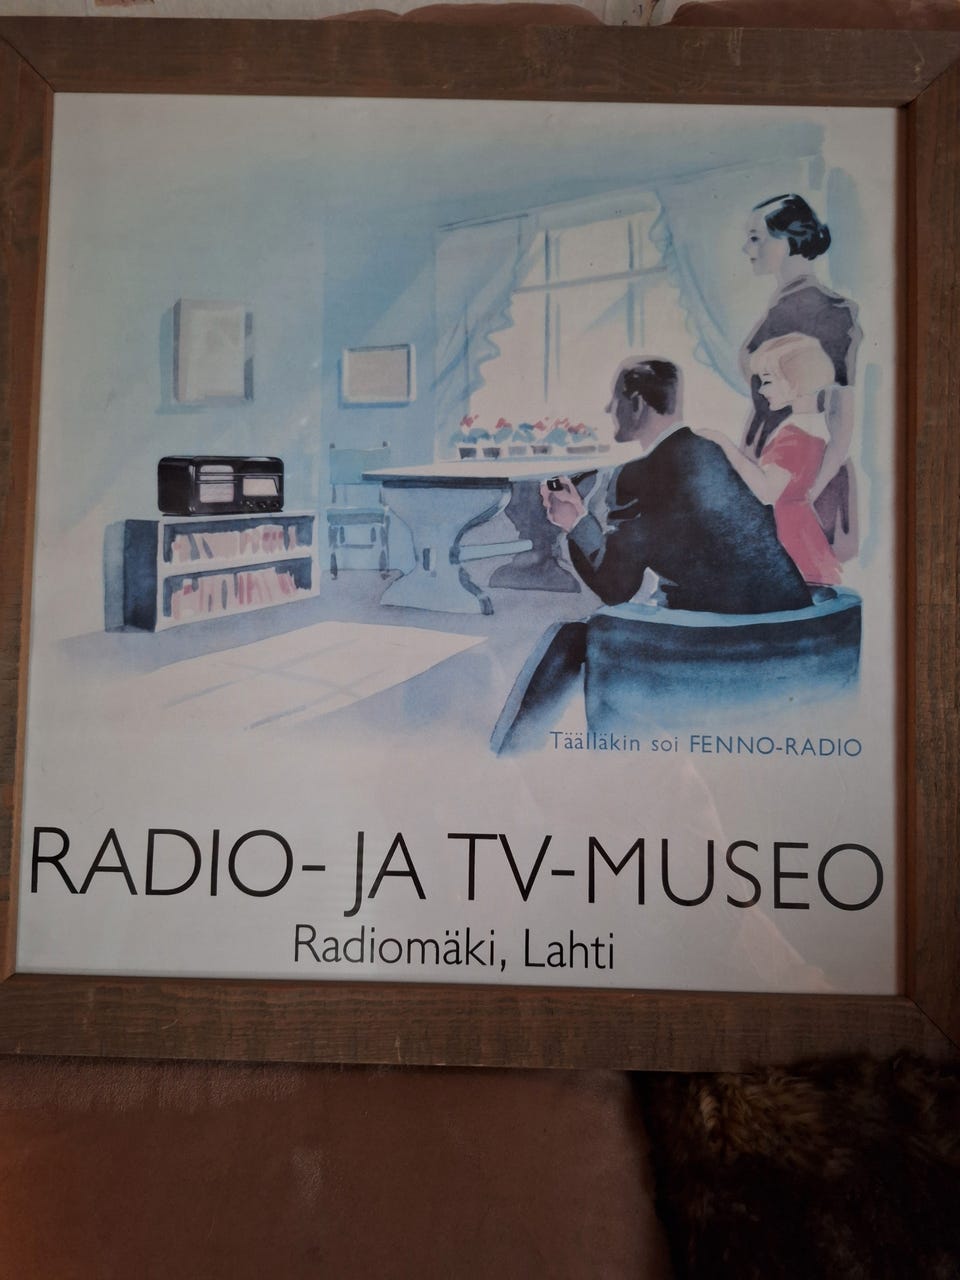 Täälläkin soi FENNO-RADIO
RADIO- JA TV-MUSEO
Radiomäki, Lahti